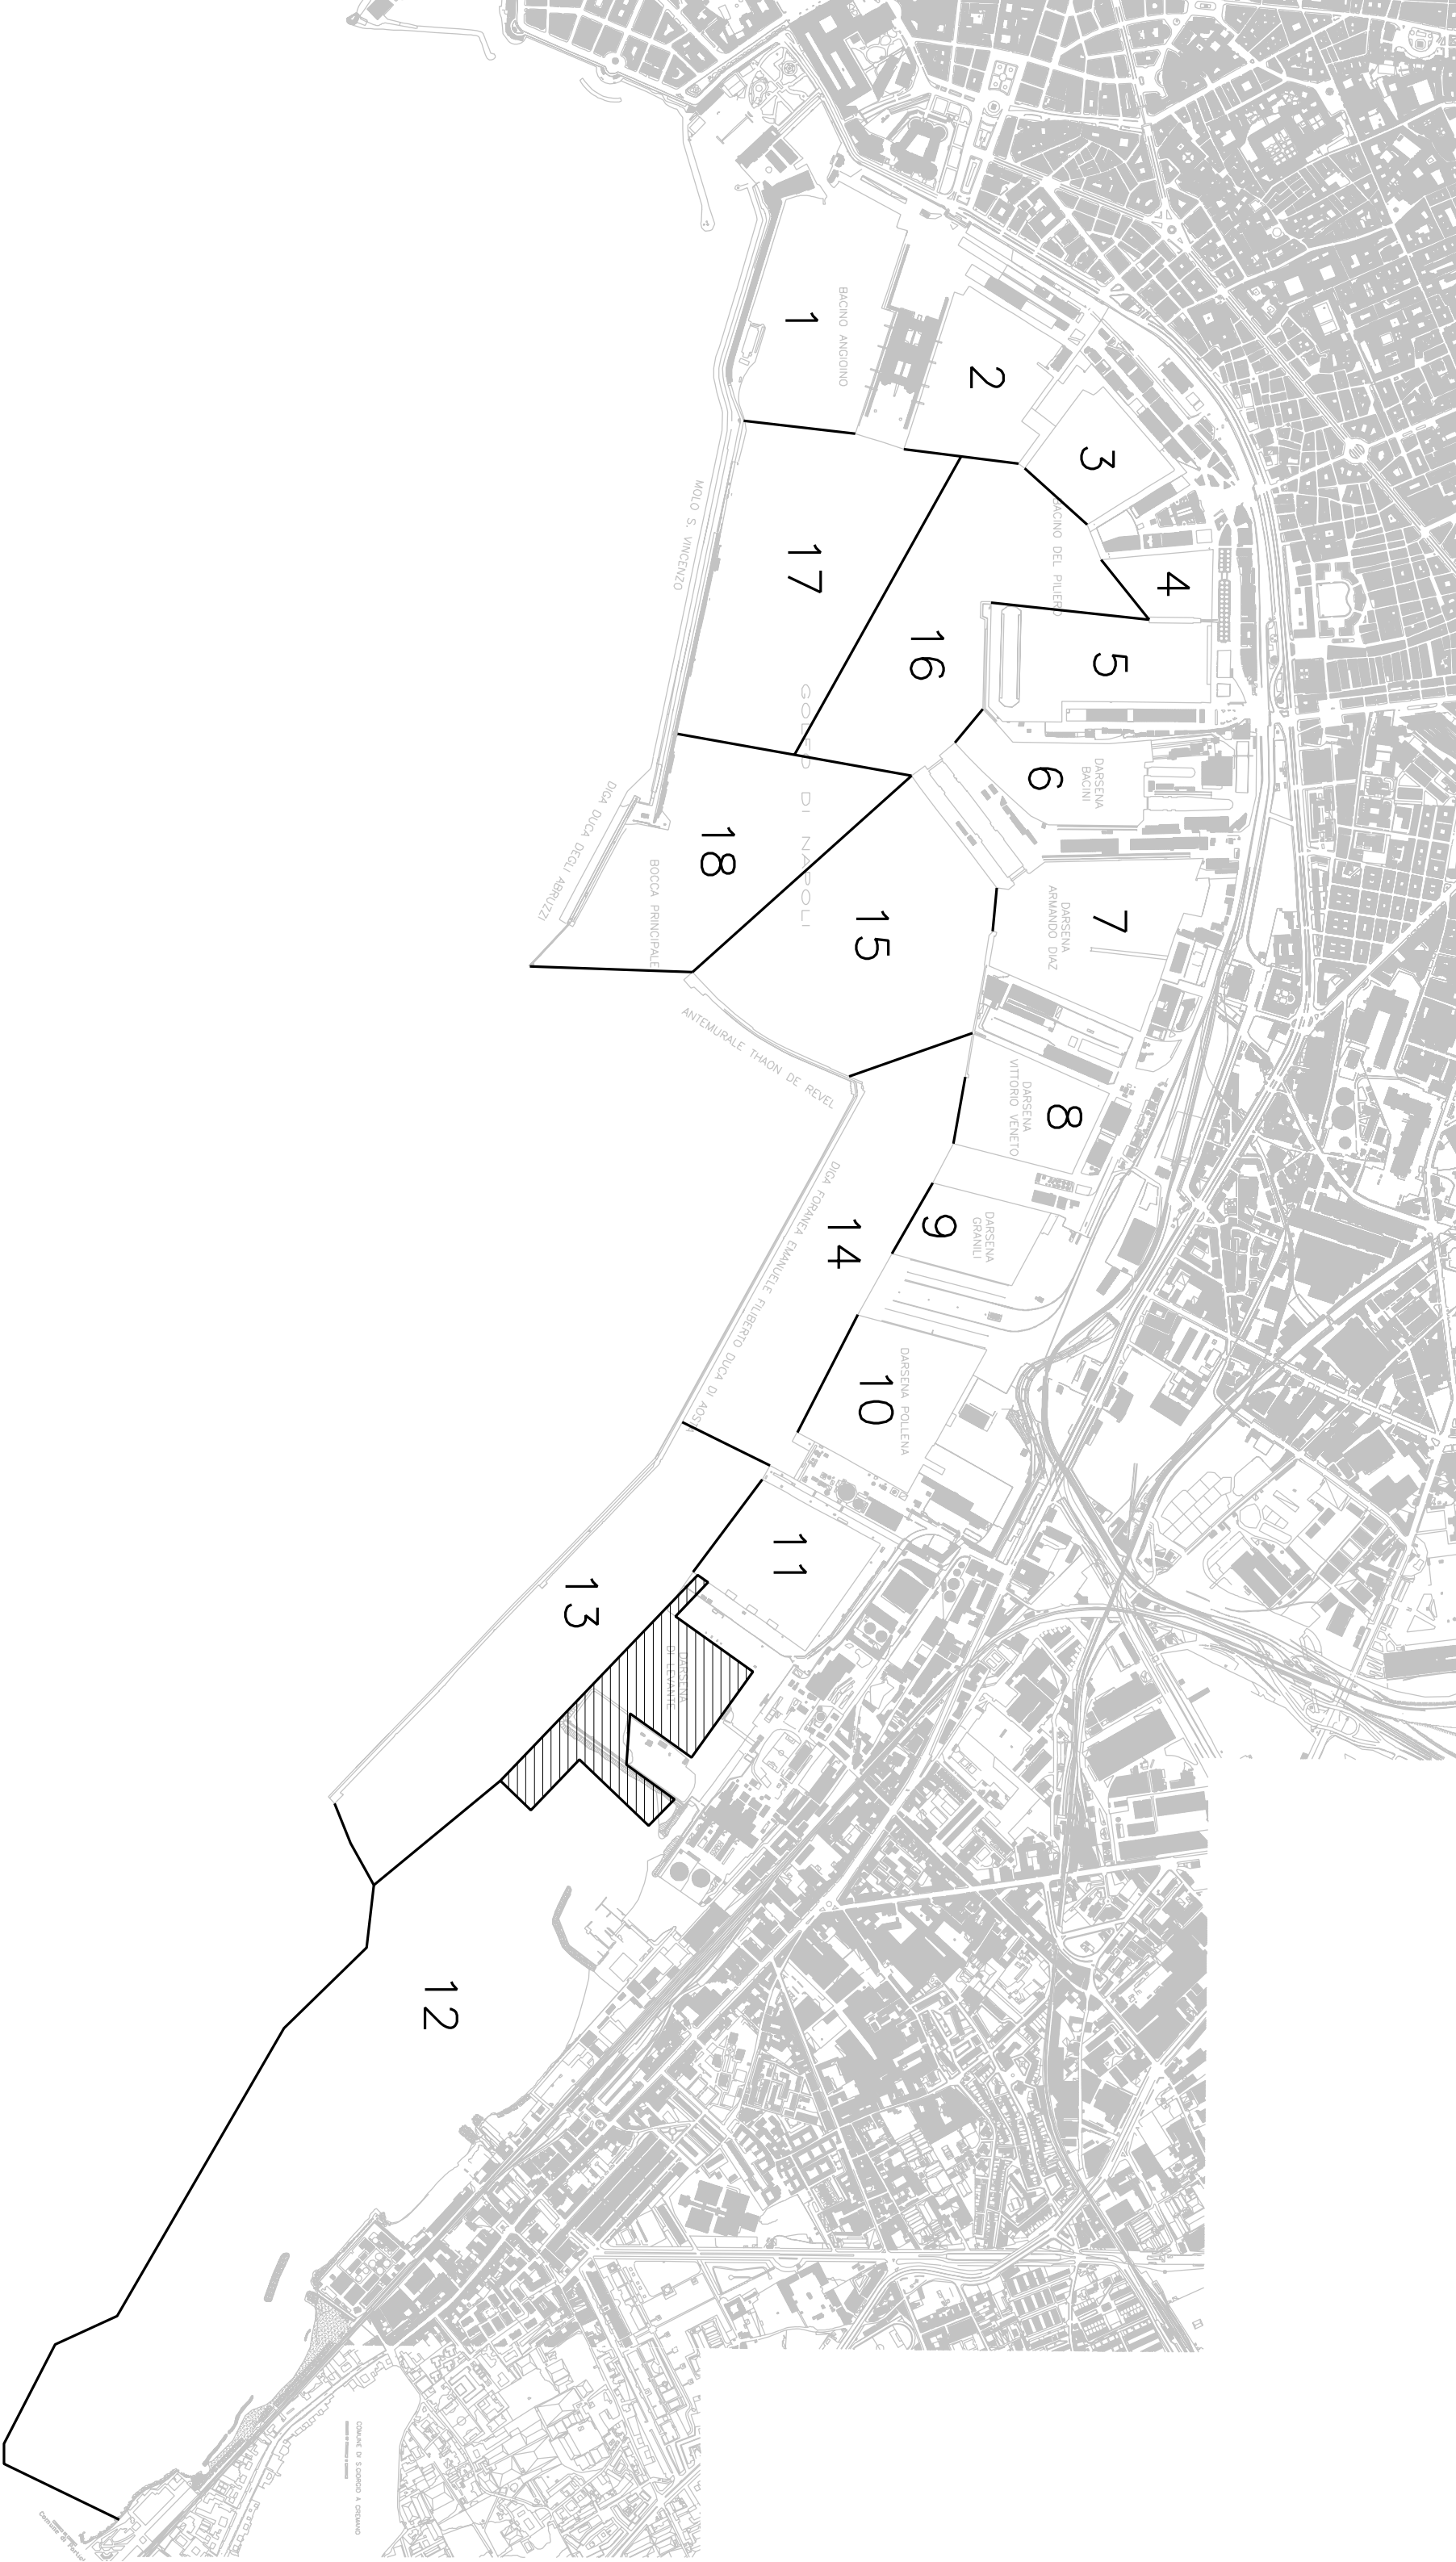 1
BACINO ANGIOINO
2
3
4
BACINO DEL PILIERO
5
17
16
MOLO S. VINCENZO
GOLFO DI NAPOLI
6
DARSENA
BACINI
DIGA DUCA DEGLI ABRUZZI
18
BOCCA PRINCIPALE
15
7
DARSENA
ARMANDO DIAZ
ANTEMURALE THAON DE REVEL
8
DARSENA
VITTORIO VENETO
DIGA FORANEA EMANUELE FILIBERTO DUCA DI AOSTA
14
9
DARSENA
GRANILI
10
DARSENA POLLENA
11
13
DARSENA
DI LEVANTE
12
COMUNE DI S.GIORGIO A CREMANO